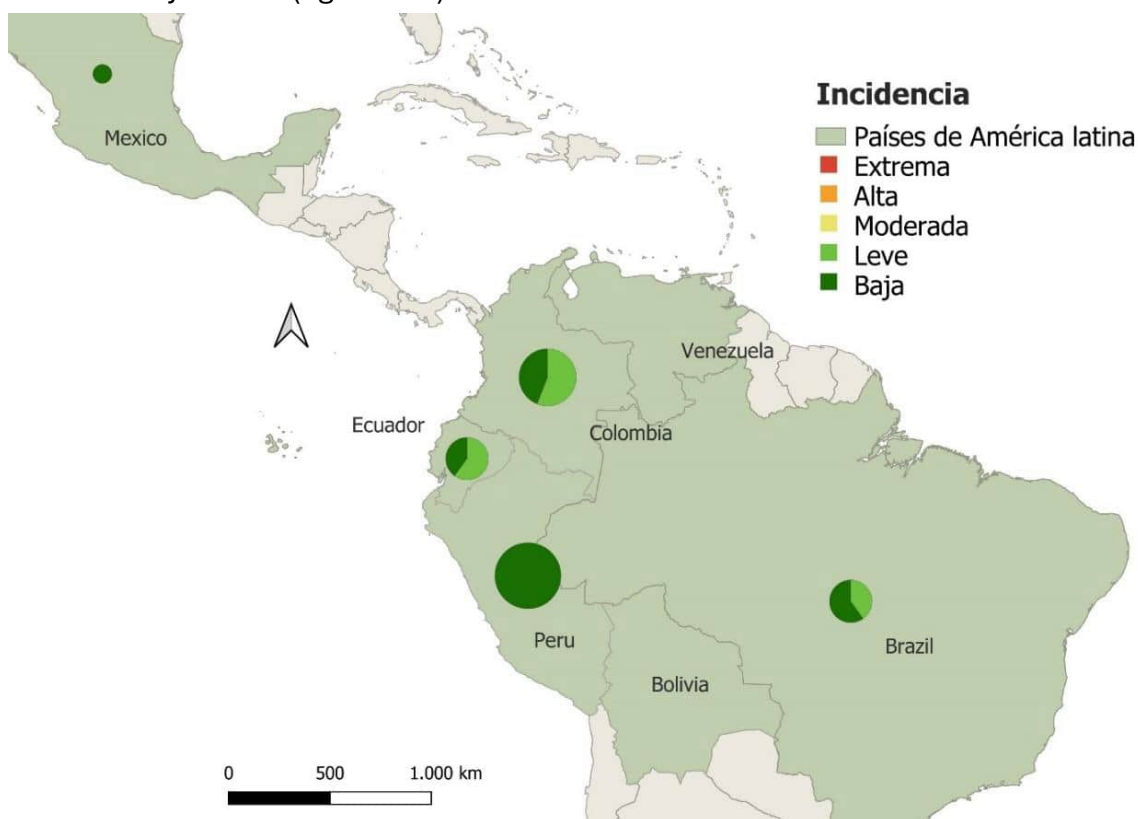 Incidencia
Países de América latina
Extrema
Alta
Moderada
Leve
Baja
Mexico
Venezuela
Ecuador
Colombia
Peru
Brazil
Bolivia
0 500 1.000 km